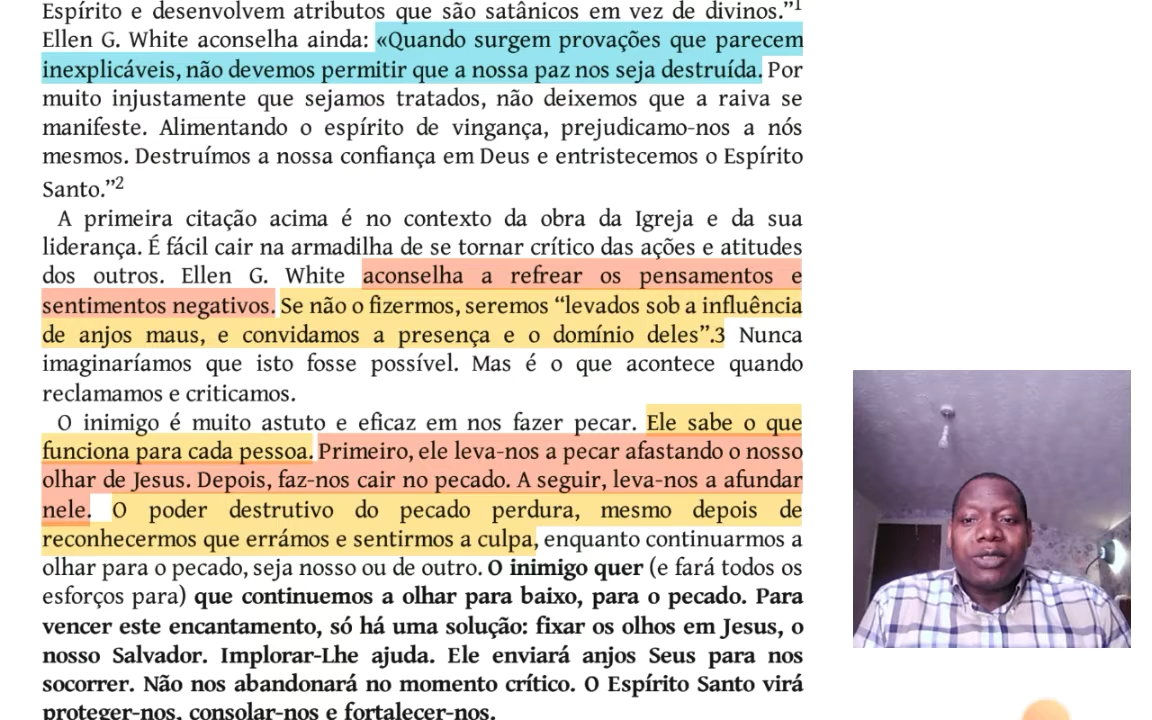 Espírito e desenvolvem atributos que são satânicos em vez de divinos.”1
Ellen G. White aconselha ainda: «Quando surgem provações que parecem
inexplicáveis, não devemos permitir que a nossa paz nos seja destruída. Por
muito injustamente que sejamos tratados, não deixemos que a raiva se
manifeste. Alimentando o espírito de vingança, prejudicamo-nos a nós
mesmos. Destruímos a nossa confiança em Deus e entristecemos o Espírito
Santo.”2
A primeira citação acima é no contexto da obra da Igreja e da sua
liderança. É fácil cair na armadilha de se tornar crítico das ações e atitudes
dos outros. Ellen G. White aconselha a refrear os pensamentos e
sentimentos negativos. Se não o fizermos, seremos “levados sob a influência
de anjos maus, e convidamos a presença e o domínio deles”.3 Nunca
imaginaríamos que isto fosse possível. Mas é o que acontece quando
reclamamos e criticamos.
O inimigo é muito astuto e eficaz em nos fazer pecar. Ele sabe o que
funciona para cada pessoa. Primeiro, ele leva-nos a pecar afastando o nosso
olhar de Jesus. Depois, faz-nos cair no pecado. A seguir, leva-nos a afundar
nele. O poder destrutivo do pecado perdura, mesmo depois de
reconhecermos que errámos e sentirmos a culpa, enquanto continuarmos a
olhar para o pecado, seja nosso ou de outro. O inimigo quer (e fará todos os
esforços para) que continuemos a olhar para baixo, para o pecado. Para
vencer este encantamento, só há uma solução: fixar os olhos em Jesus, o
nosso Salvador. Implorar-Lhe ajuda. Ele enviará anjos Seus para nos
socorrer. Não nos abandonará no momento crítico. O Espírito Santo virá
proteger-nos, consolar-nos e fortalecer-nos.